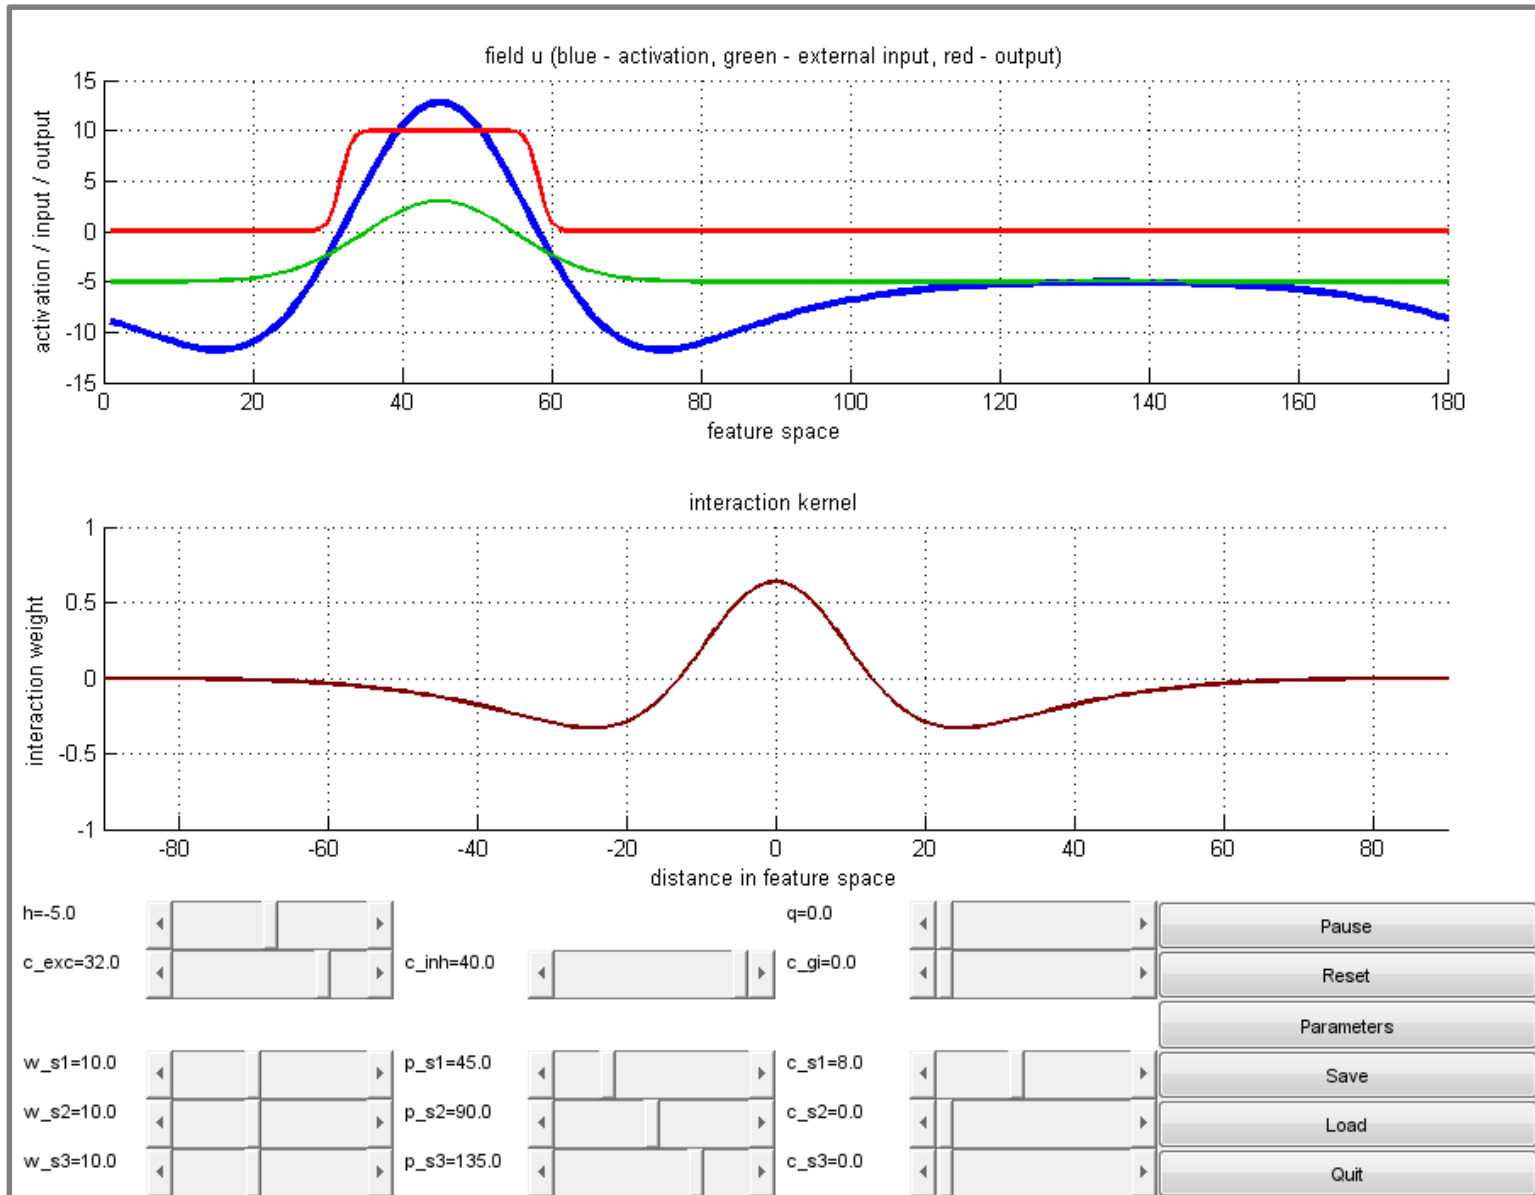 field u (blue - activation, green - external input, red - output)
activation / input / output
15
10
5
0
-5
-10
-15
0 20 40 60 80 100 120 140 160 180
feature space
interaction kernel
interaction weight
1
0.5
0
-0.5
-1
-80 -60 -40 -20 0 20 40 60 80
distance in feature space
h=-5.0 q=0.0 Pause
c_exc=32.0 c_inh=40.0 c_gi=0.0 Reset
Parameters
w_s1=10.0 p_s1=45.0 c_s1=8.0 Save
w_s2=10.0 p_s2=90.0 c_s2=0.0 Load
w_s3=10.0 p_s3=135.0 c_s3=0.0 Quit